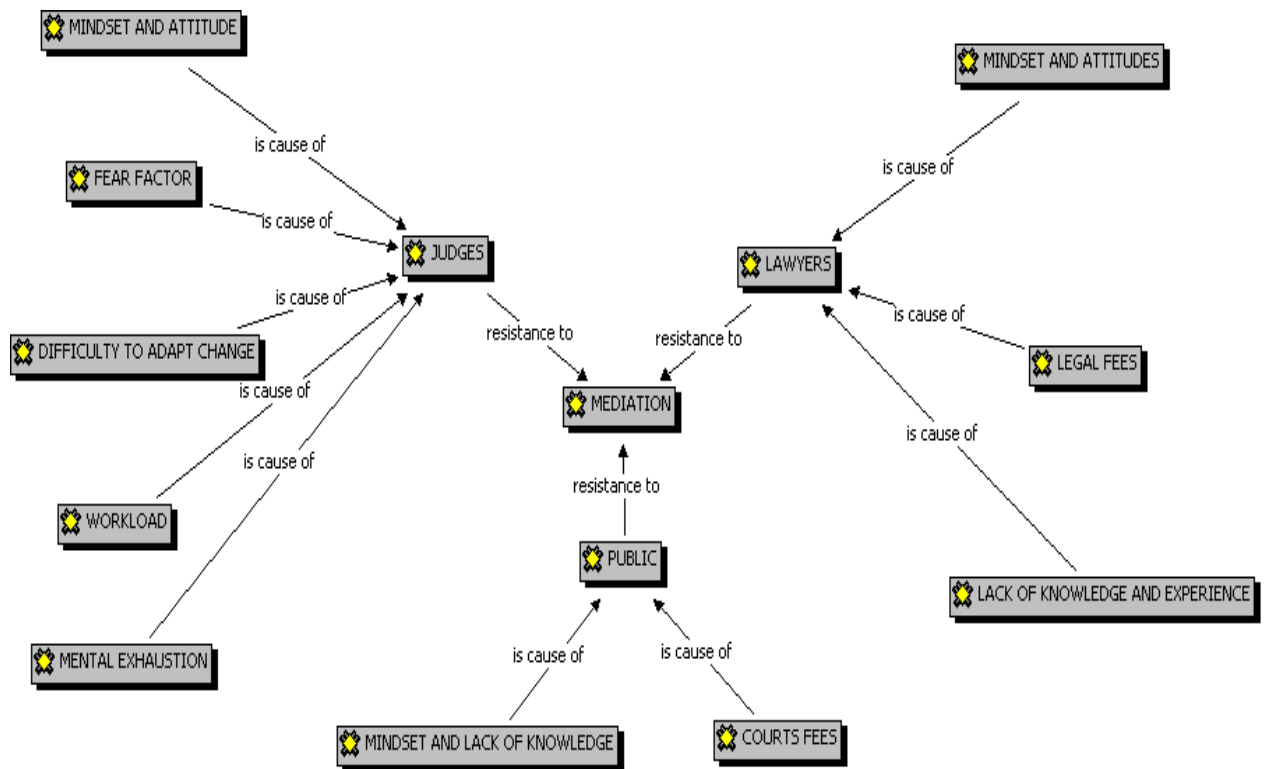 MINDSET AND ATTITUDE
MINDSET AND ATTITUDES
is cause of
is cause of
FEAR FACTOR
is cause of
JUDGES
LAWYERS
is cause of
is cause of
resistance to
resistance to
DIFFICULTY TO ADAPT CHANGE
LEGAL FEES
is cause of
MEDIATION
is cause of
is cause of
resistance to
WORKLOAD
PUBLIC
LACK OF KNOWLEDGE AND EXPERIENCE
MENTAL EXHAUSTION
is cause of
is cause of
MINDSET AND LACK OF KNOWLEDGE
COURTS FEES